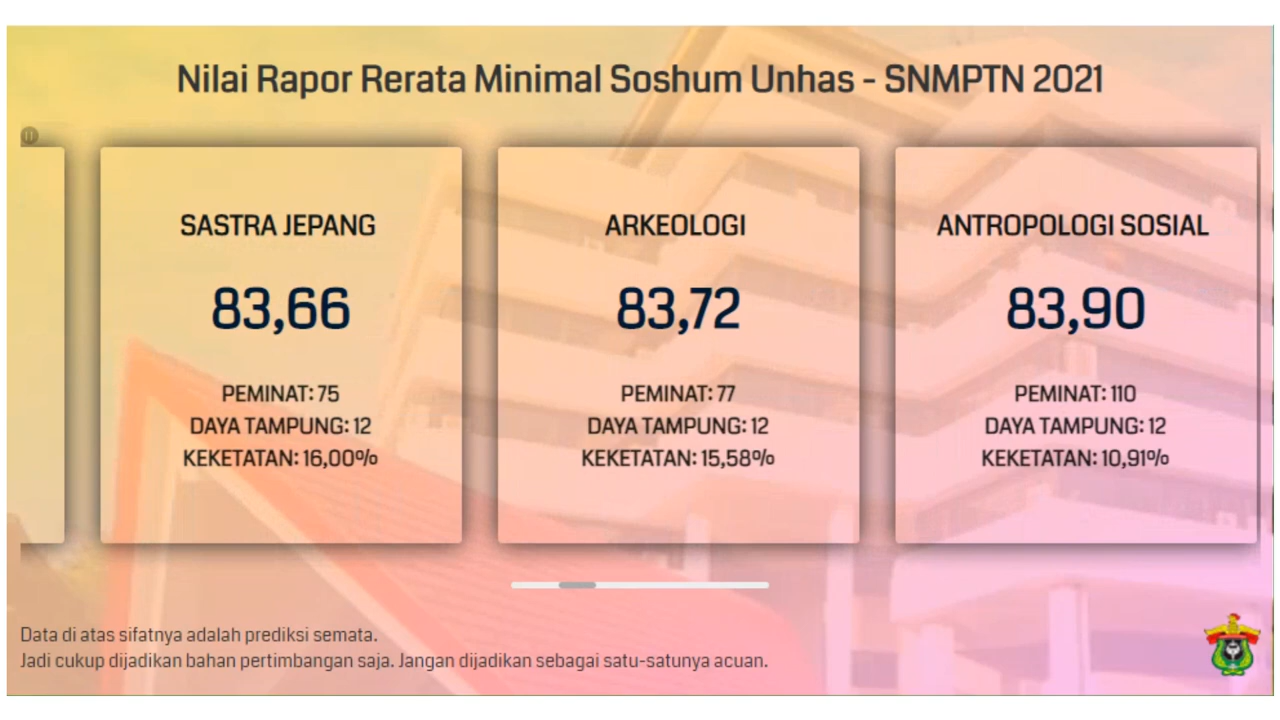 Nilai Rapor Rerata Minimal Soshum Unhas - SNMPTN 2021
SASTRA JEPANG
83,66
PEMINAT: 75
DAYA TAMPUNG: 12
KEKETATAN: 16,00%
ARKEOLOGI
83,72
PEMINAT: 77
DAYA TAMPUNG: 12
KEKETATAN: 15,58%
ANTROPOLOGI SOSIAL
83,90
PEMINAT: 110
DAYA TAMPUNG: 12
KEKETATAN: 10,91%
Data di atas sifatnya adalah prediksi semata.
Jadi cukup dijadikan bahan pertimbangan saja. Jangan dijadikan sebagai satu-satunya acuan.